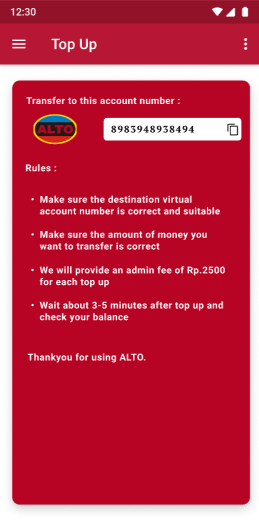 12:30
Top Up
Transfer to this account number :
ALTO
8983948938494
Rules :
• Make sure the destination virtual
account number is correct and suitable
• Make sure the amount of money you
want to transfer is correct
• We will provide an admin fee of Rp.2500
for each top up
• Wait about 3-5 minutes after top up and
check your balance
Thankyou for using ALTO.